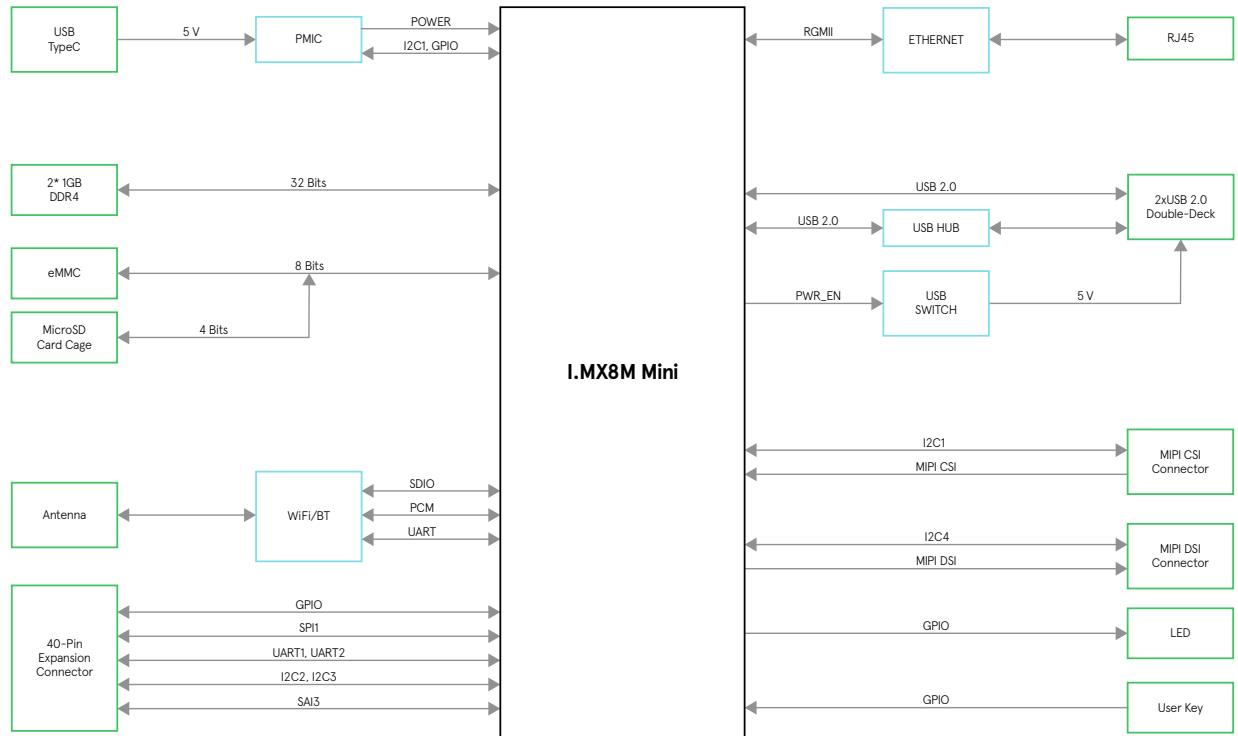 USB
TypeC
5 V
PMIC
POWER
I2C1, GPIO
2* 1GB
DDR4
32 Bits
eMMC
8 Bits
MicroSD
Card Cage
4 Bits
Antenna
WiFi/BT
SDIO
PCM
UART
40-Pin
Expansion
Connector
GPIO
SPI1
UART1, UART2
I2C2, I2C3
SAI3
I.MX8M Mini
RGMII
ETHERNET
RJ45
USB 2.0
2xUSB 2.0
Double-Deck
USB 2.0
USB HUB
PWR_EN
USB
SWITCH
5 V
I2C1
MIPI CSI
MIPI CSI
Connector
I2C4
MIPI DSI
MIPI DSI
Connector
GPIO
LED
GPIO
User Key